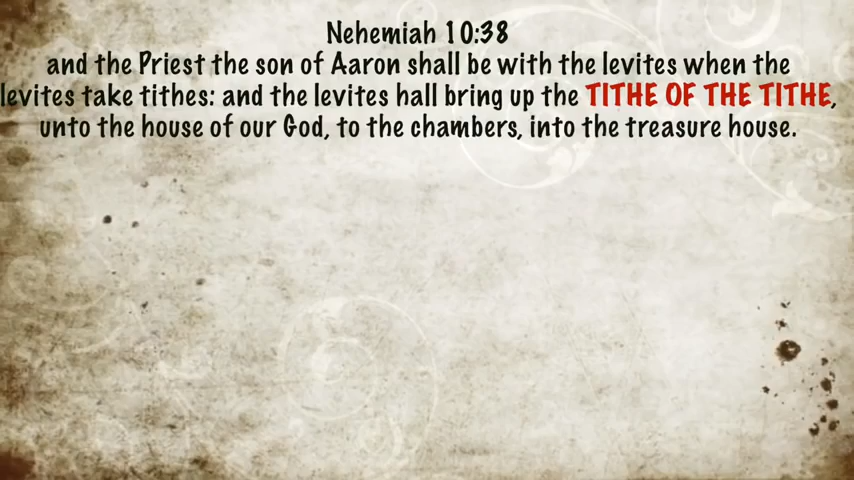 Nehemiah 10:38
and the Priest the son of Aaron shall be with the levites when the
levites take tithes: and the levites hall bring up the TITHE OF THE TITHE,
unto the house of our God, to the chambers, into the treasure house.